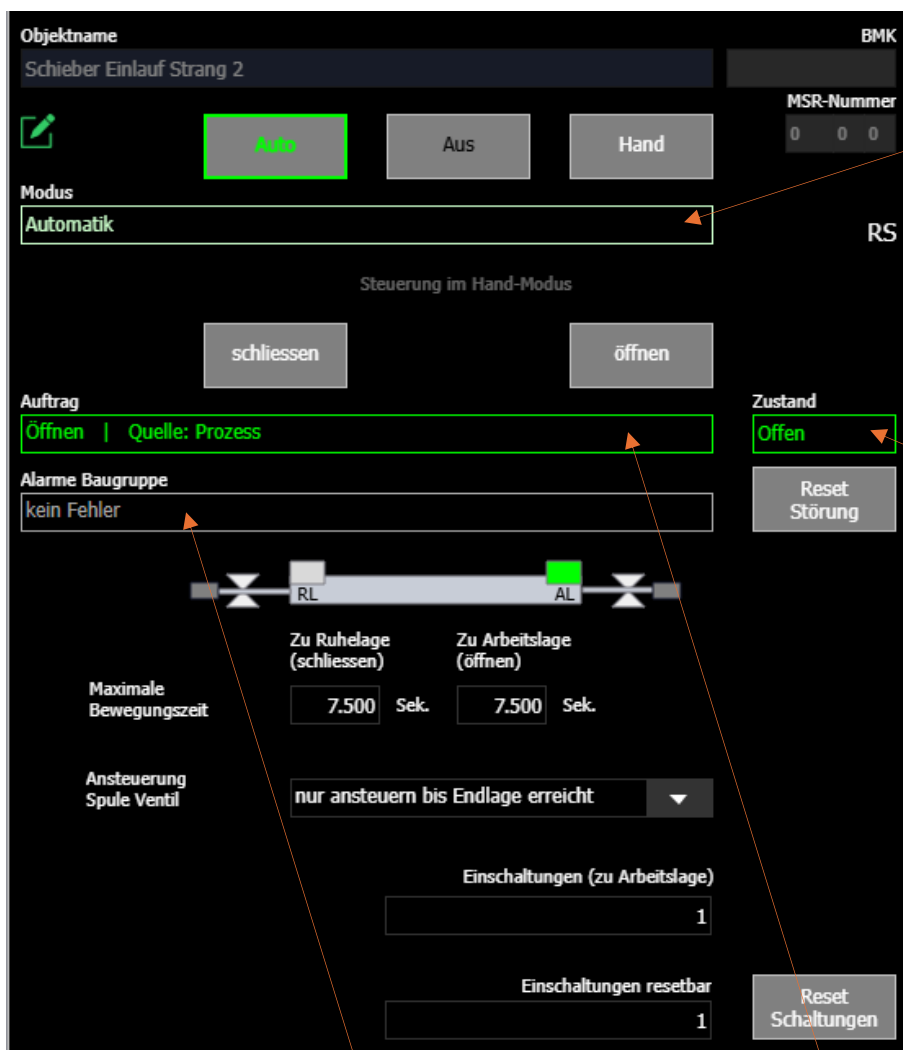 Objektname
BMK
Schieber Einlauf Strang 2
MSR-Nummer
0 0 0
Auto
Aus
Hand
Modus
Automatik
RS
Steuerung im Hand-Modus
schliessen
öffnen
Auftrag
Zustand
Öffnen | Quelle: Prozess
Offen
Alarme Baugruppe
kein Fehler
Reset
Störung
RL
AL
Zu Ruhelage
(schliessen)
Zu Arbeitslage
(öffnen)
Maximale
Bewegungszeit
7.500 Sek.
7.500 Sek.
Ansteuerung
Spule Ventil
nur ansteuern bis Endlage erreicht
Einschaltungen (zu Arbeitslage)
1
Einschaltungen resetbar
1
Reset
Schaltungen